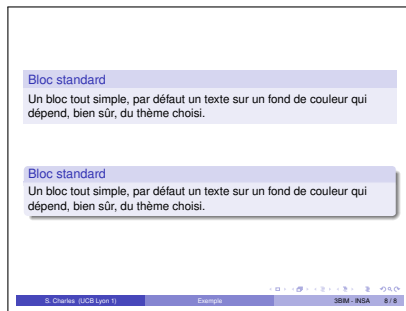 Bloc standard
Un bloc tout simple, par défaut un texte sur un fond de couleur qui
dépend, bien sûr, du thème choisi.
Bloc standard
Un bloc tout simple, par défaut un texte sur un fond de couleur qui
dépend, bien sûr, du thème choisi.
S. Charles (UCB Lyon 1) Exemple 3BIM - INSA 8 / 8